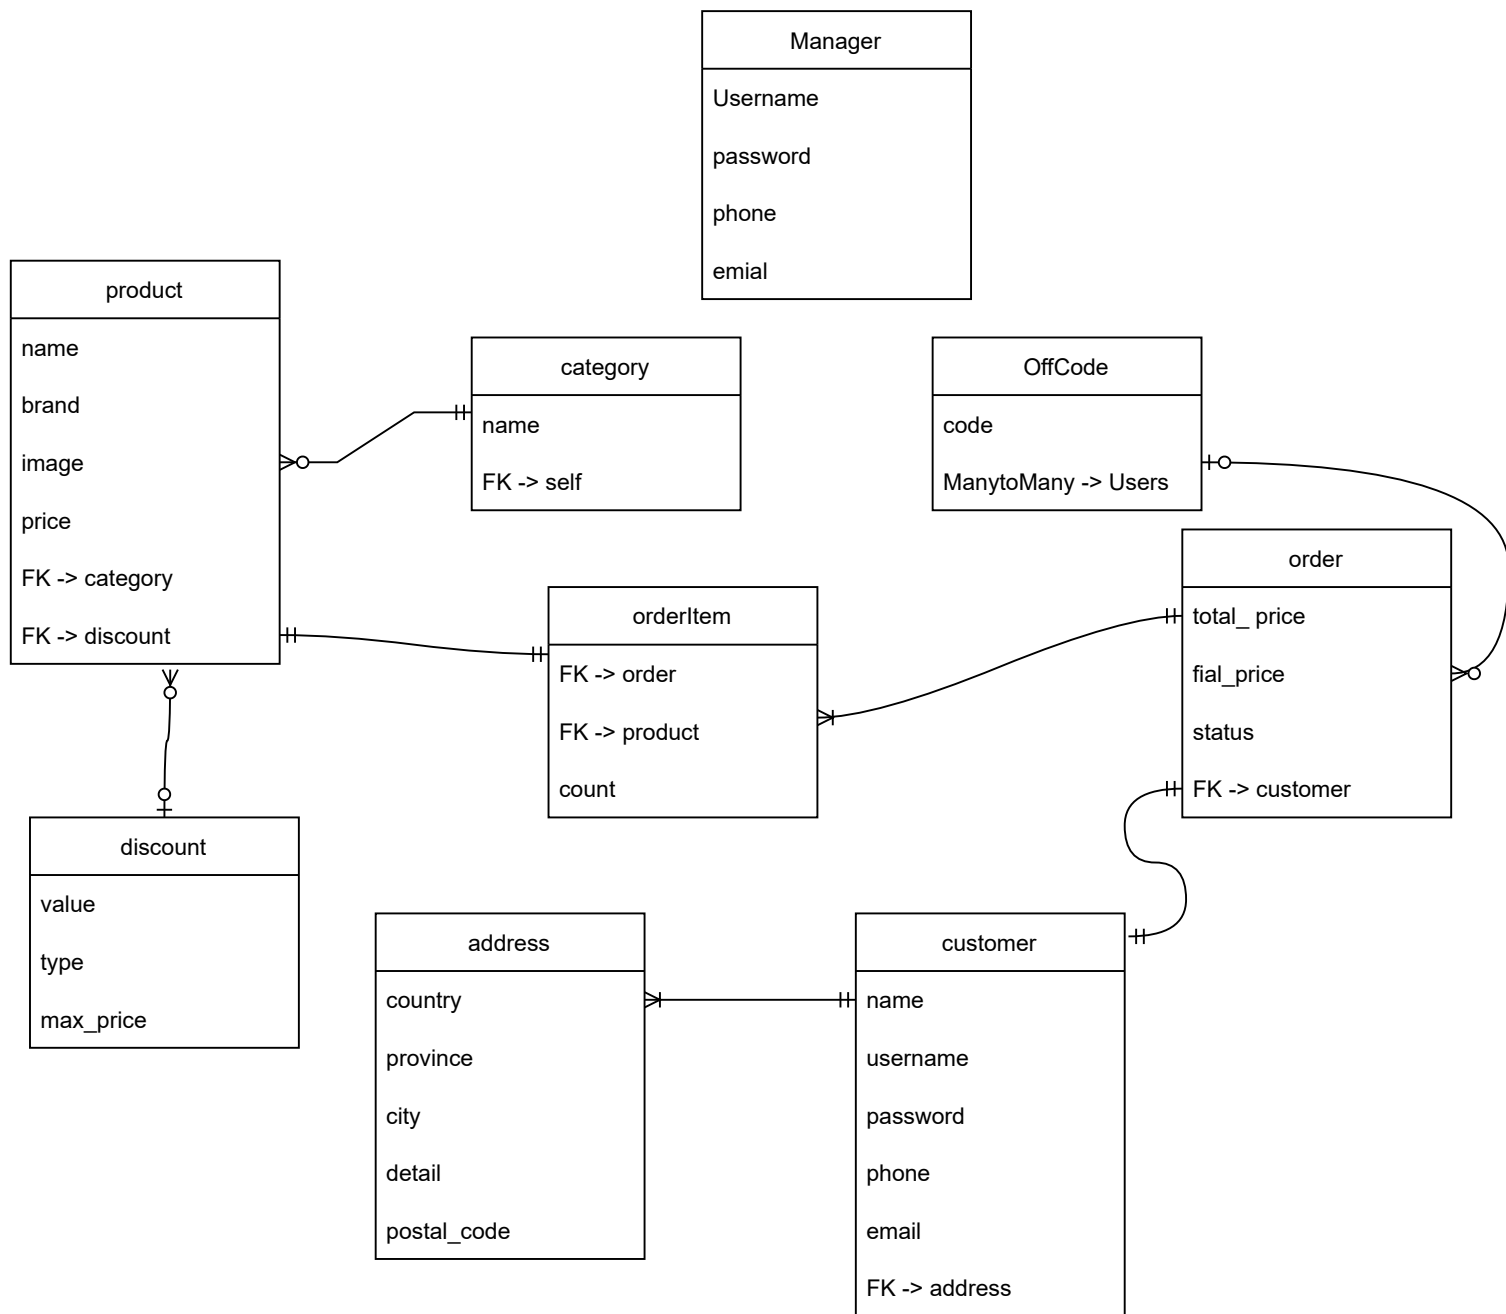 Manager
Username
password
phone
emial
product
name
brand
image
price
FK -> category
FK -> discount
category
name
FK -> self
OffCode
code
ManytoMany -> Users
orderItem
FK -> order
FK -> product
count
order
total_ price
fial_price
status
FK -> customer
discount
value
type
max_price
address
country
province
city
detail
postal_code
customer
name
username
password
phone
email
FK -> address